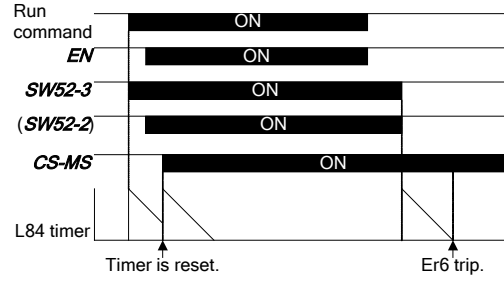 Run
command
ON
EN
ON
SW52-3
ON
(SW52-2)
ON
CS-MS
ON
L84 timer
Timer is reset.
Er6 trip.